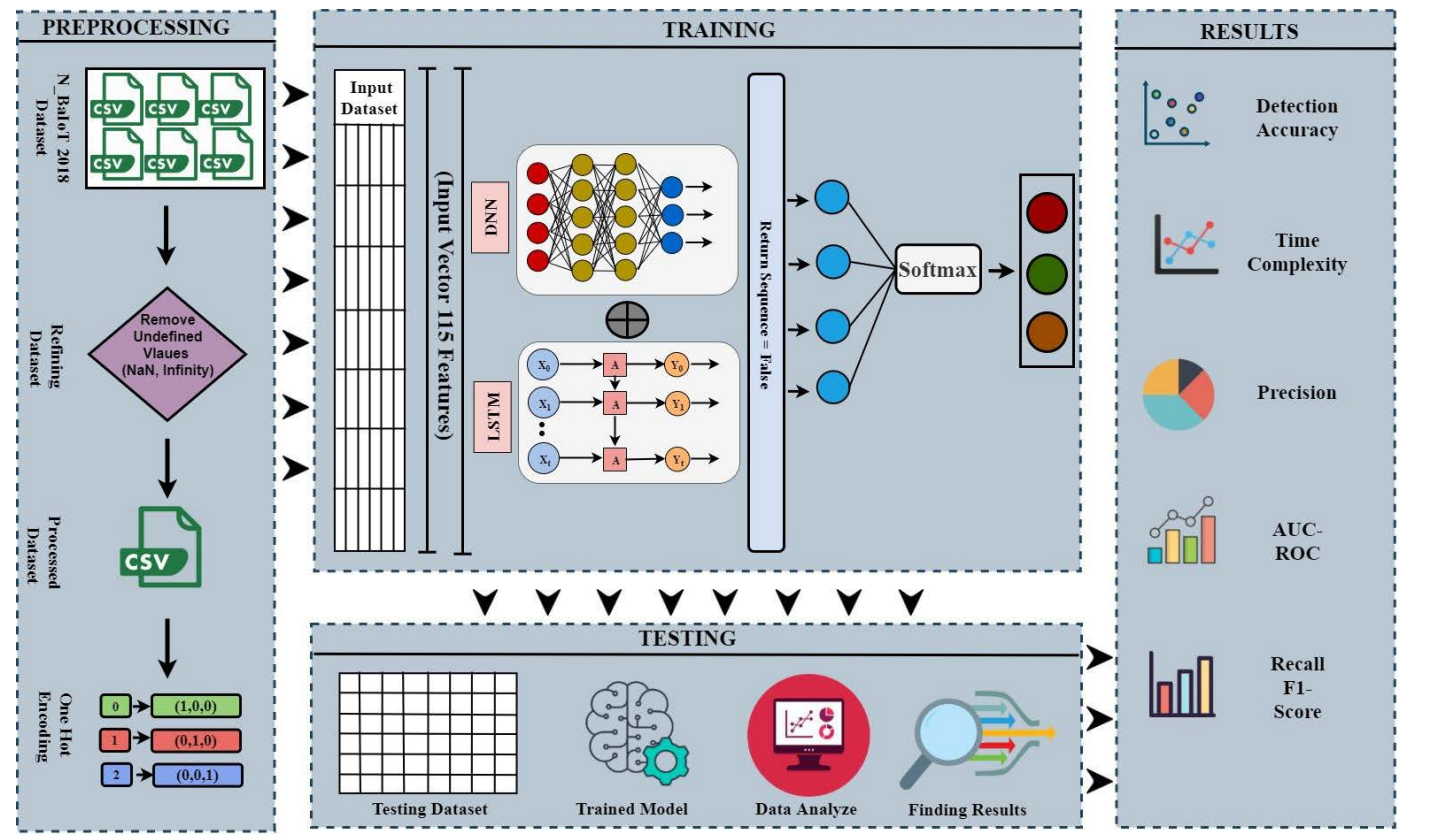 PREPROCESSING
N_BaIoT 2018
Dataset
CSV
CSV
CSV
CSV
CSV
CSV
Refining
Dataset
Remove
Undefined
Vlaues
(NaN, Infinity)
Processed
Dataset
CSV
One Hot
Encoding
0
(1,0,0)
1
(0,1,0)
2
(0,0,1)
TRAINING
Input
Dataset
(Input Vector 115 Features)
DNN
LSTM
X0
A
Y0
X1
A
Y1
Xt
A
Yt
Return Sequence = False
Softmax
TESTING
Testing Dataset
Trained Model
Data Analyze
Finding Results
RESULTS
Detection
Accuracy
Time
Complexity
Precision
AUC-
ROC
Recall
F1-
Score